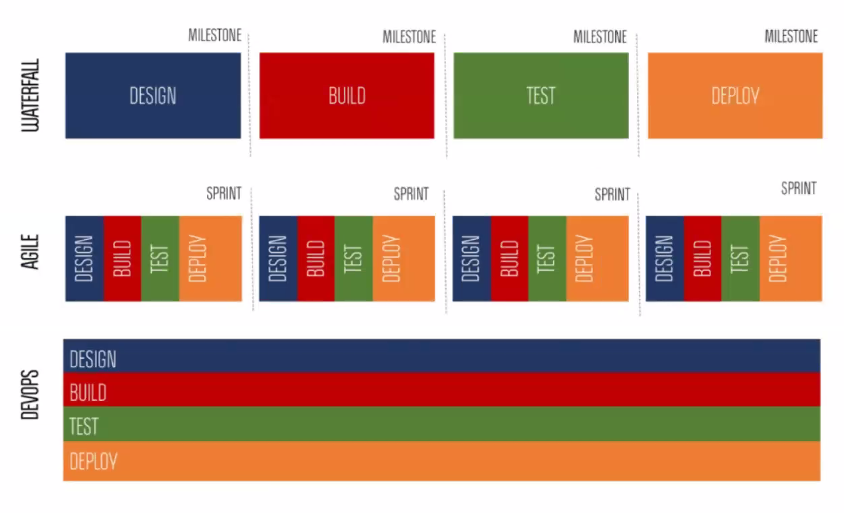 WATERFALL
MILESTONE
MILESTONE
MILESTONE
MILESTONE
DESIGN
BUILD
TEST
DEPLOY
AGILE
SPRINT
SPRINT
SPRINT
SPRINT
DESIGN
BUILD
TEST
DEPLOY
DESIGN
BUILD
TEST
DEPLOY
DESIGN
BUILD
TEST
DEPLOY
DESIGN
BUILD
TEST
DEPLOY
DEVOPS
DESIGN
BUILD
TEST
DEPLOY